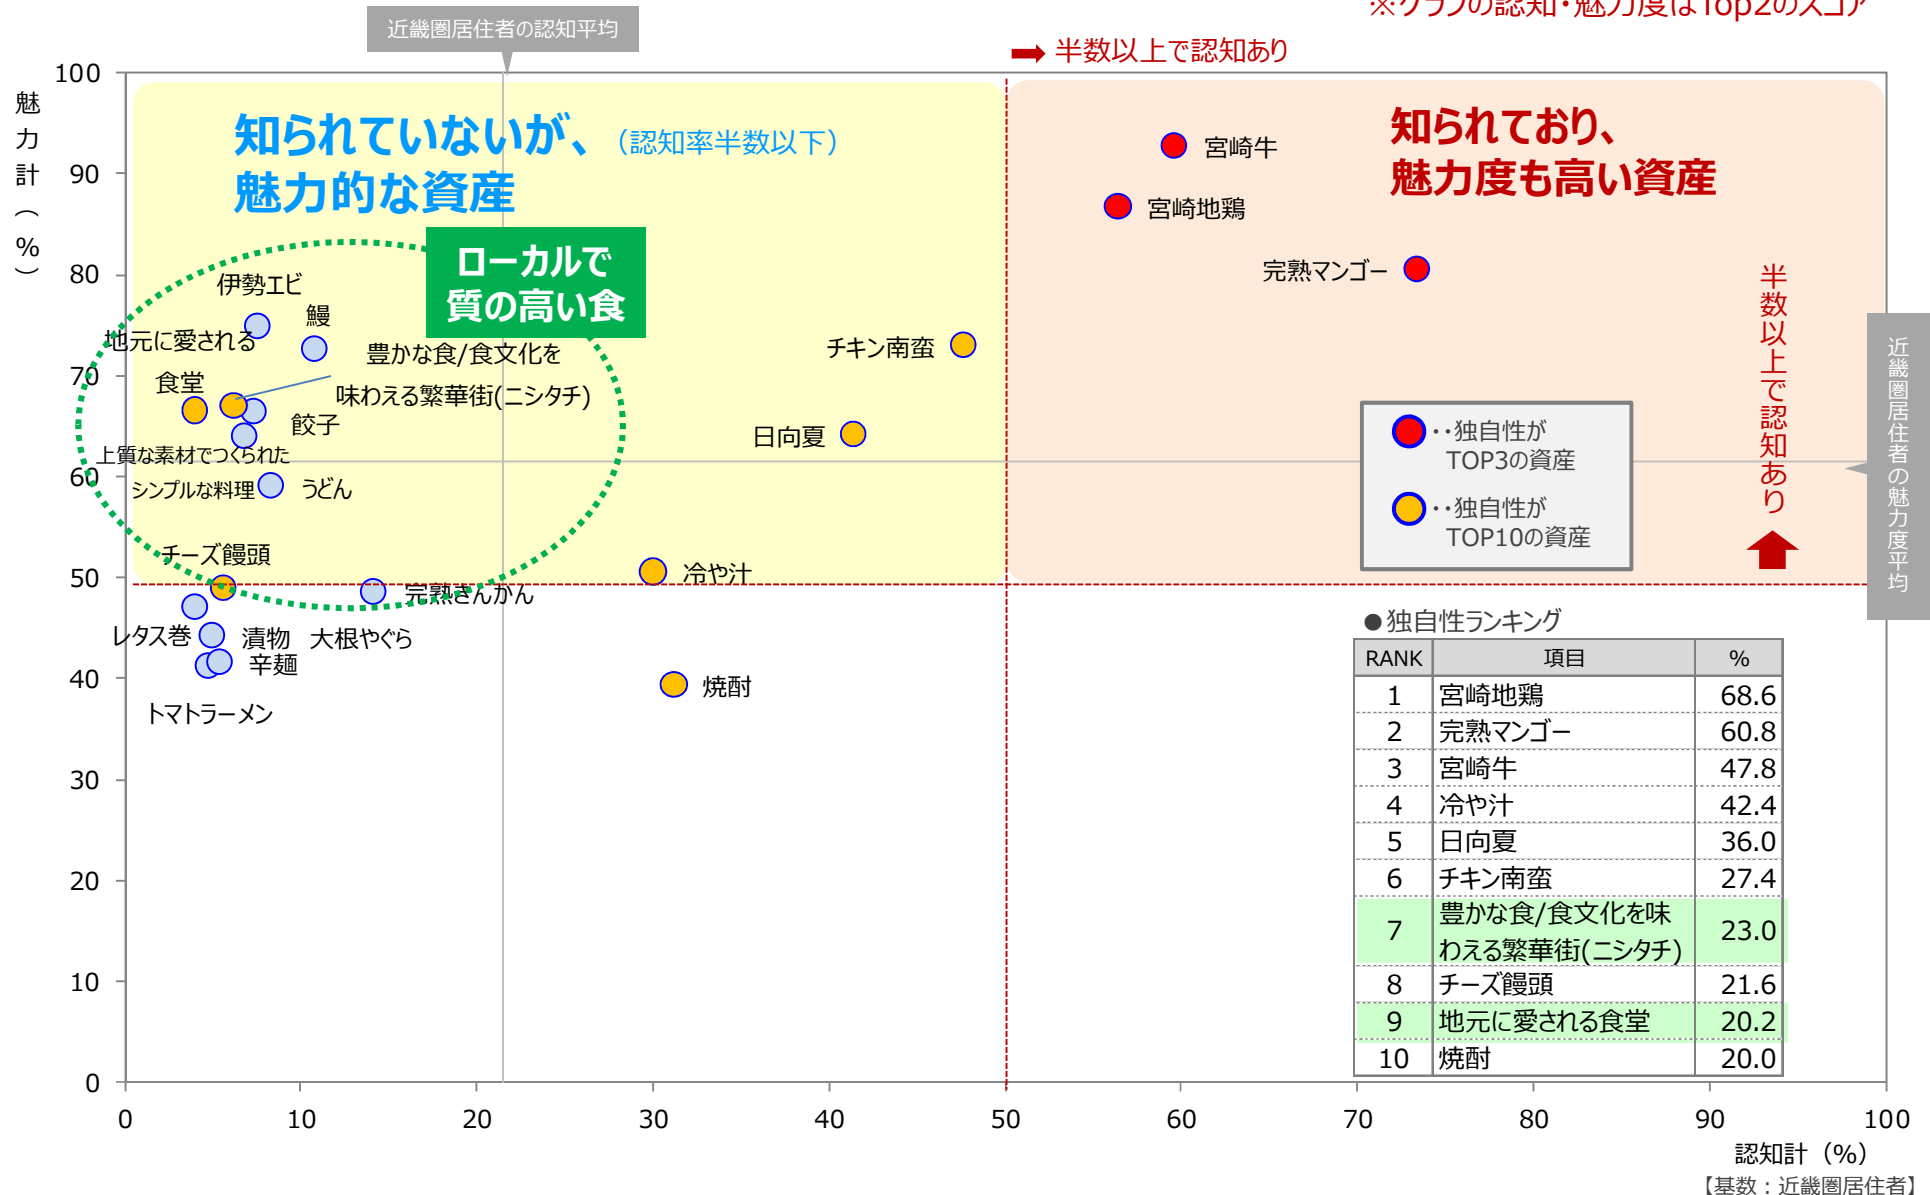 ※グラフの認知・魅力度はTop2のスコア
近畿圏居住者の認知平均
➡ 半数以上で認知あり
魅力計（%）
100
90
80
70
60
50
40
30
20
10
0
知られていないが、（認知率半数以下）
魅力的な資産
知られており、
魅力度も高い資産
ローカルで
質の高い食
宮崎牛
宮崎地鶏
完熟マンゴー
チキン南蛮
日向夏
伊勢エビ
鰻
地元に愛される
食堂
豊かな食/食文化を
味わえる繁華街(ニシタチ)
餃子
上質な素材でつくられた
シンプルな料理
うどん
チーズ饅頭
冷や汁
完熟きんかん
レタス巻
漬物
大根やぐら
辛麺
トマトラーメン
焼酎
半数以上で認知あり
近畿圏居住者の魅力度平均
‥独自性が
TOP3の資産
‥独自性が
TOP10の資産
●独自性ランキング
RANK 項目 %
1 宮崎地鶏 68.6
2 完熟マンゴー 60.8
3 宮崎牛 47.8
4 冷や汁 42.4
5 日向夏 36.0
6 チキン南蛮 27.4
7 豊かな食/食文化を味
わえる繁華街(ニシタチ) 23.0
8 チーズ饅頭 21.6
9 地元に愛される食堂 20.2
10 焼酎 20.0
0 10 20 30 40 50 60 70 80 90 100
認知計（%）
【基数：近畿圏居住者】